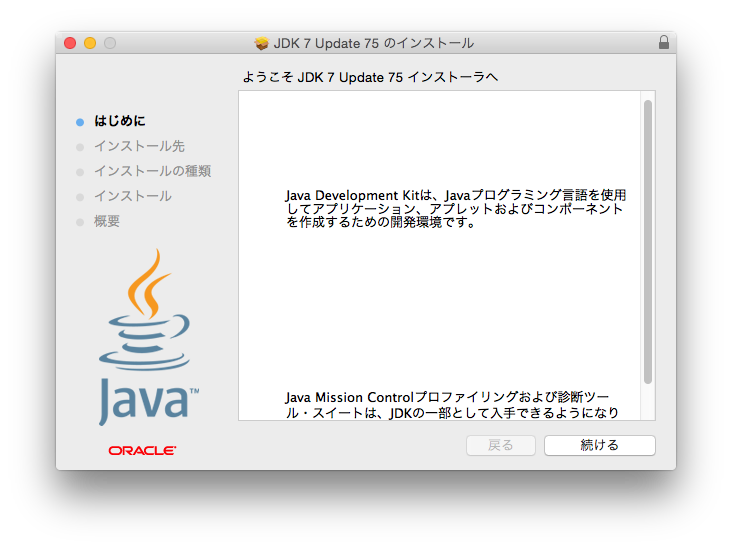 JDK 7 Update 75 のインストール
ようこそ JDK 7 Update 75 インストーラへ
はじめに
インストール先
インストールの種類
インストール
概要
Java™
ORACLE®
Java Development Kitは、Javaプログラミング言語を使用
してアプリケーション、アプレットおよびコンポーネント
を作成するための開発環境です。
Java Mission Controlプロファイリングおよび診断ツー
ル・スイートは、JDKの一部として入手できるようになり
戻る
続ける